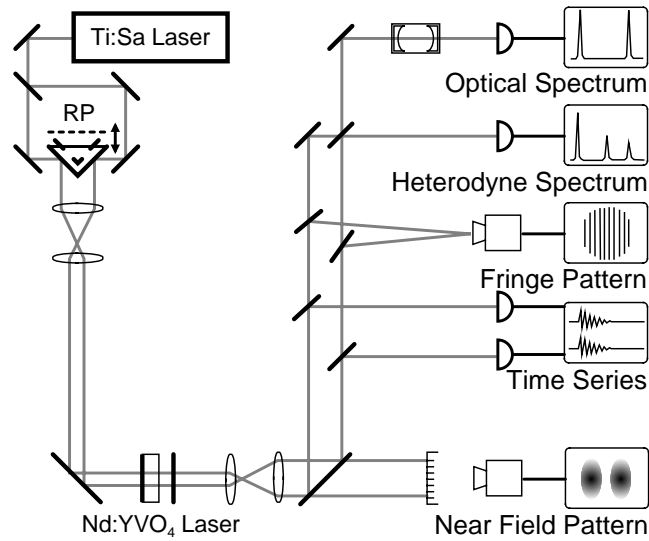 Ti:Sa Laser
RP
Optical Spectrum
Heterodyne Spectrum
Fringe Pattern
Time Series
Nd:YVO₄ Laser
Near Field Pattern